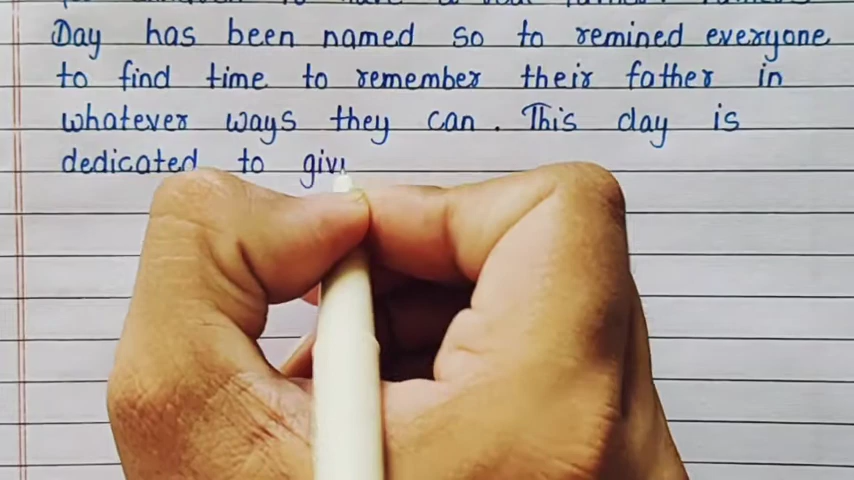 Day has been named so to remined everyone
to find time to remember their father in
whatever ways they can. This day is
dedicated to giv